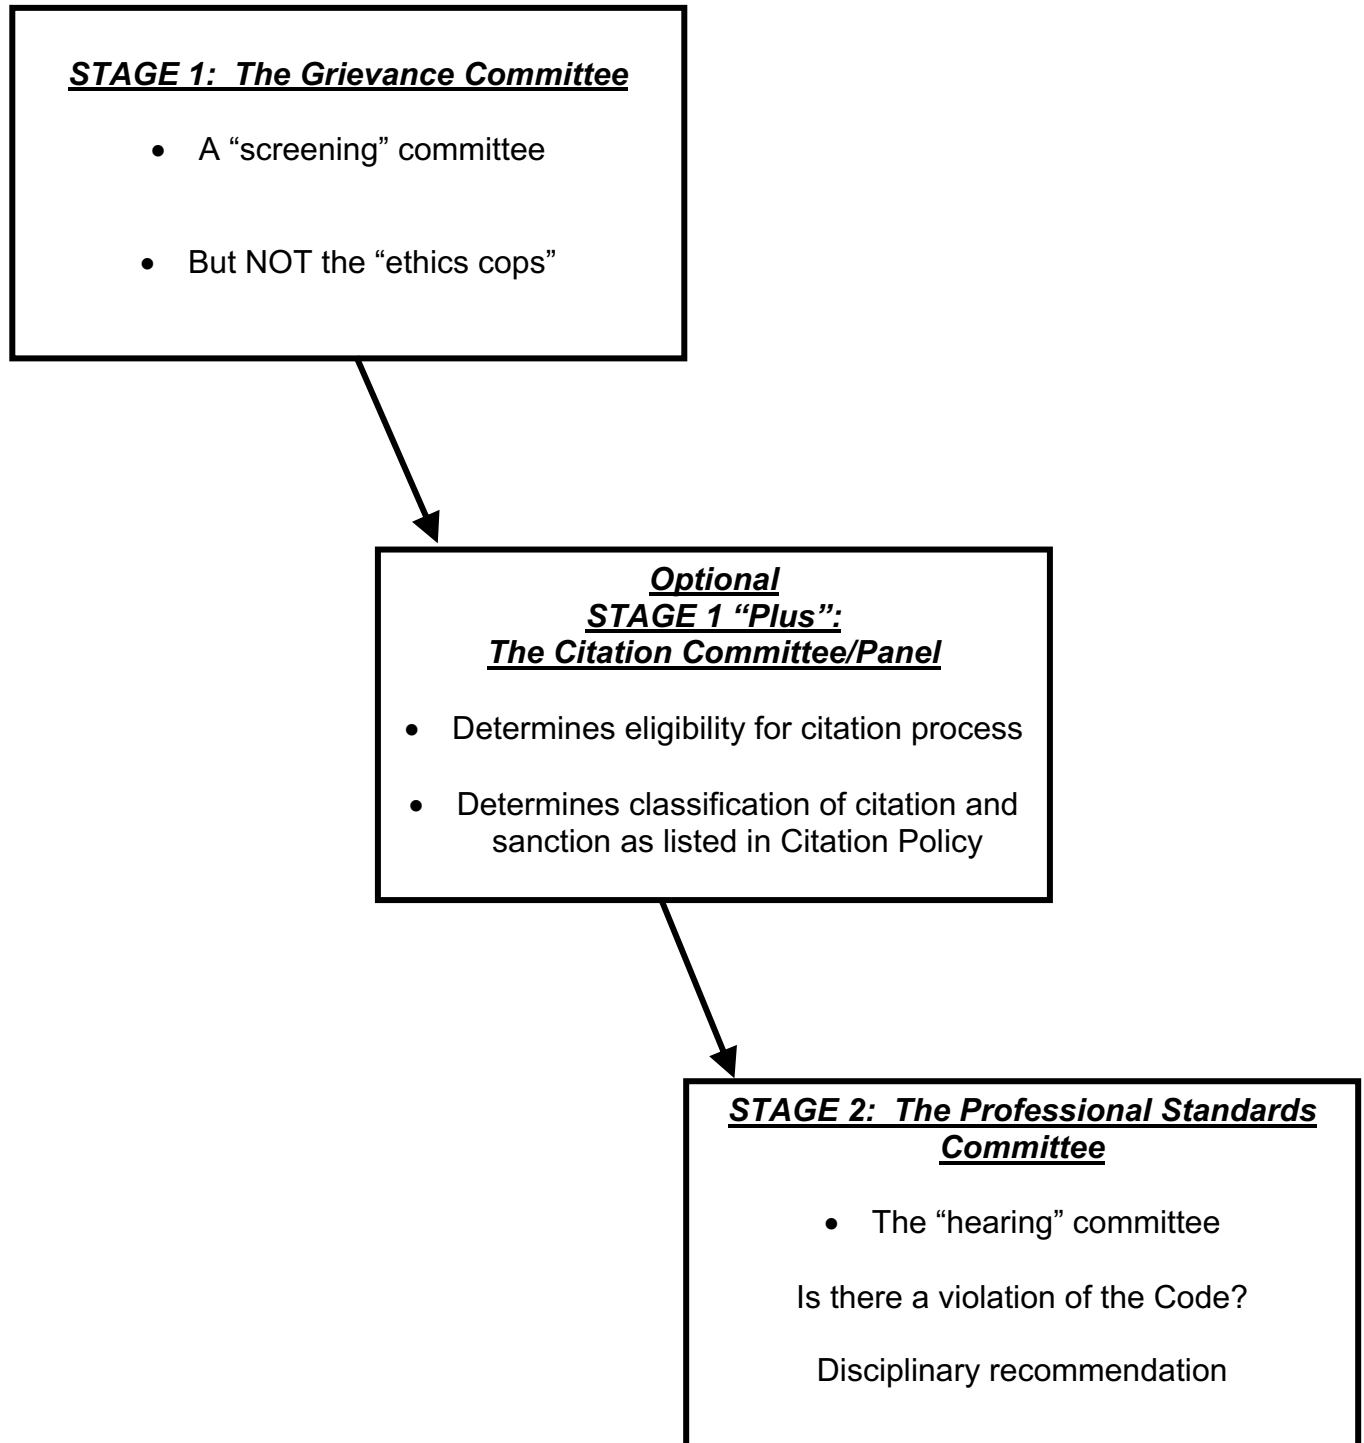 STAGE 1:  The Grievance Committee
• A “screening” committee
• But NOT the “ethics cops”
Optional
STAGE 1 “Plus”:
The Citation Committee/Panel
• Determines eligibility for citation process
• Determines classification of citation and
sanction as listed in Citation Policy
STAGE 2:  The Professional Standards
Committee
• The “hearing” committee
Is there a violation of the Code?
Disciplinary recommendation